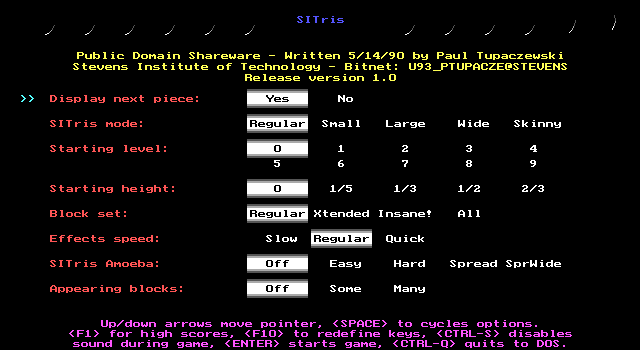 SITris
Public Domain Shareware - Written 5/14/90 by Paul Tupaczewski
Stevens Institute of Technology - Bitnet: U93_PTUPACZE@STEVENS
Release version 1.0
>> Display next piece: Yes No
SITris mode: Regular Small Large Wide Skinny
Starting level: 0 1 2 3 4
5 6 7 8 9
Starting height: 0 1/5 1/3 1/2 2/3
Block set: Regular Xtended Insane! All
Effects speed: Slow Regular Quick
SITris Amoeba: Off Easy Hard Spread SprWide
Appearing blocks: Off Some Many
Up/down arrows move pointer, <SPACE> to cycles options.
<F1> for high scores, <F10> to redefine keys, <CTRL-S> disables
sound during game, <ENTER> starts game, <CTRL-Q> quits to DOS.